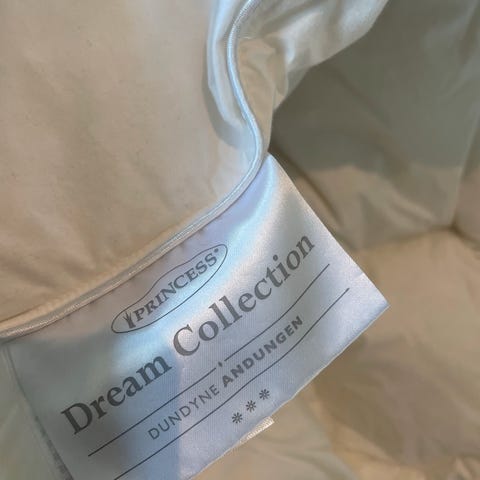 PRINCESS®
Dream Collection
DUNDYNE ANDUNGEN
***